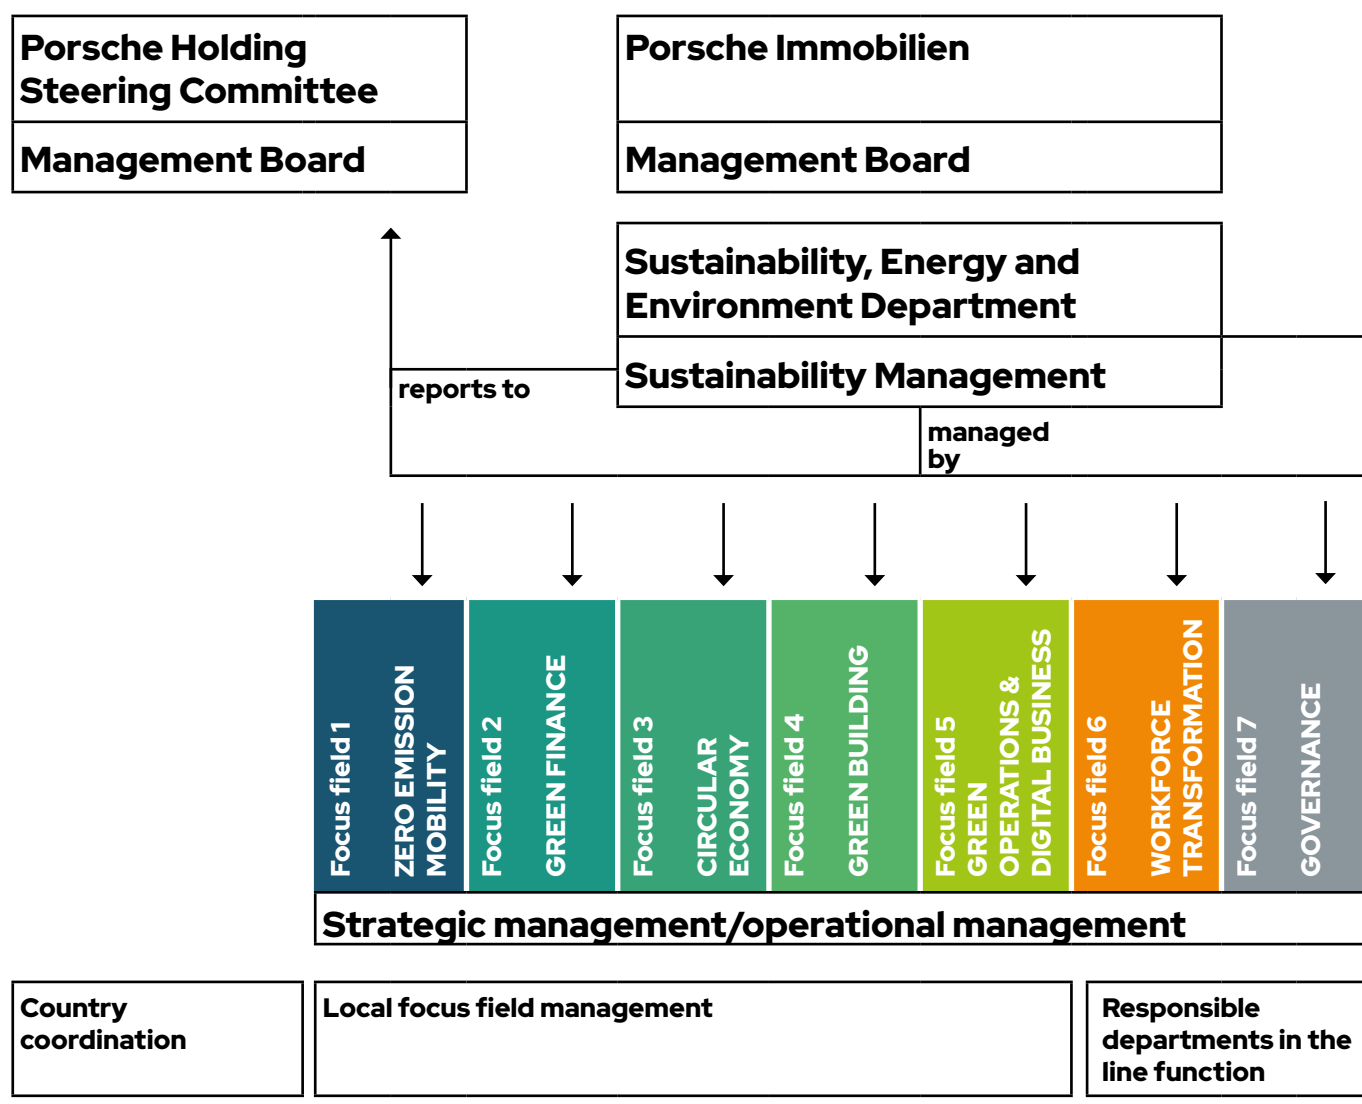 Porsche Holding
Steering Committee
Management Board
Porsche Immobilien
Management Board
Sustainability, Energy and
Environment Department
Sustainability Management
reports to
managed
by
Focus field 1
ZERO EMISSION
MOBILITY
Focus field 2
GREEN FINANCE
Focus field 3
CIRCULAR
ECONOMY
Focus field 4
GREEN BUILDING
Focus field 5
GREEN
OPERATIONS &
DIGITAL BUSINESS
Focus field 6
WORKFORCE
TRANSFORMATION
Focus field 7
GOVERNANCE
Strategic management/operational management
Country
coordination
Local focus field management
Responsible
departments in the
line function